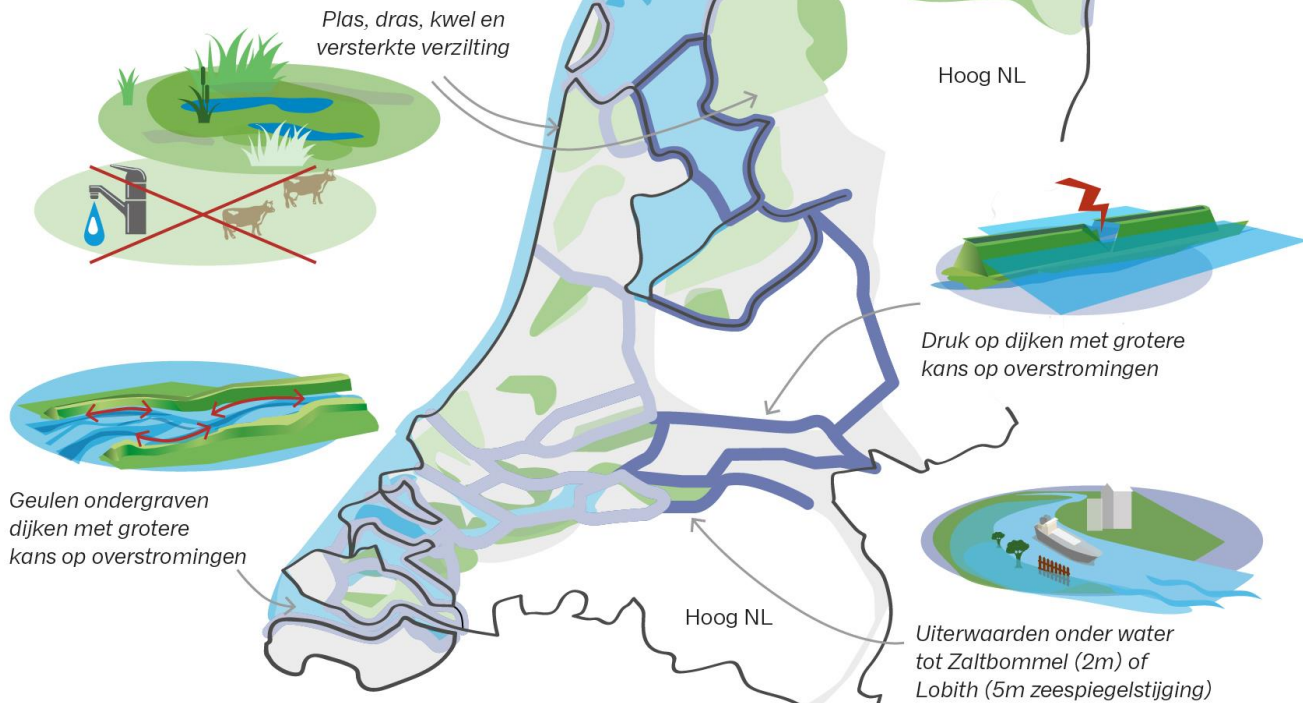 Plas, dras, kwel en
versterkte verzilting
Hoog NL
Druk op dijken met grotere
kans op overstromingen
Geulen ondergraven
dijken met grotere
kans op overstromingen
Hoog NL
Uiterwaarden onder water
tot Zaltbommel (2m) of
Lobith (5m zeespiegelstijging)